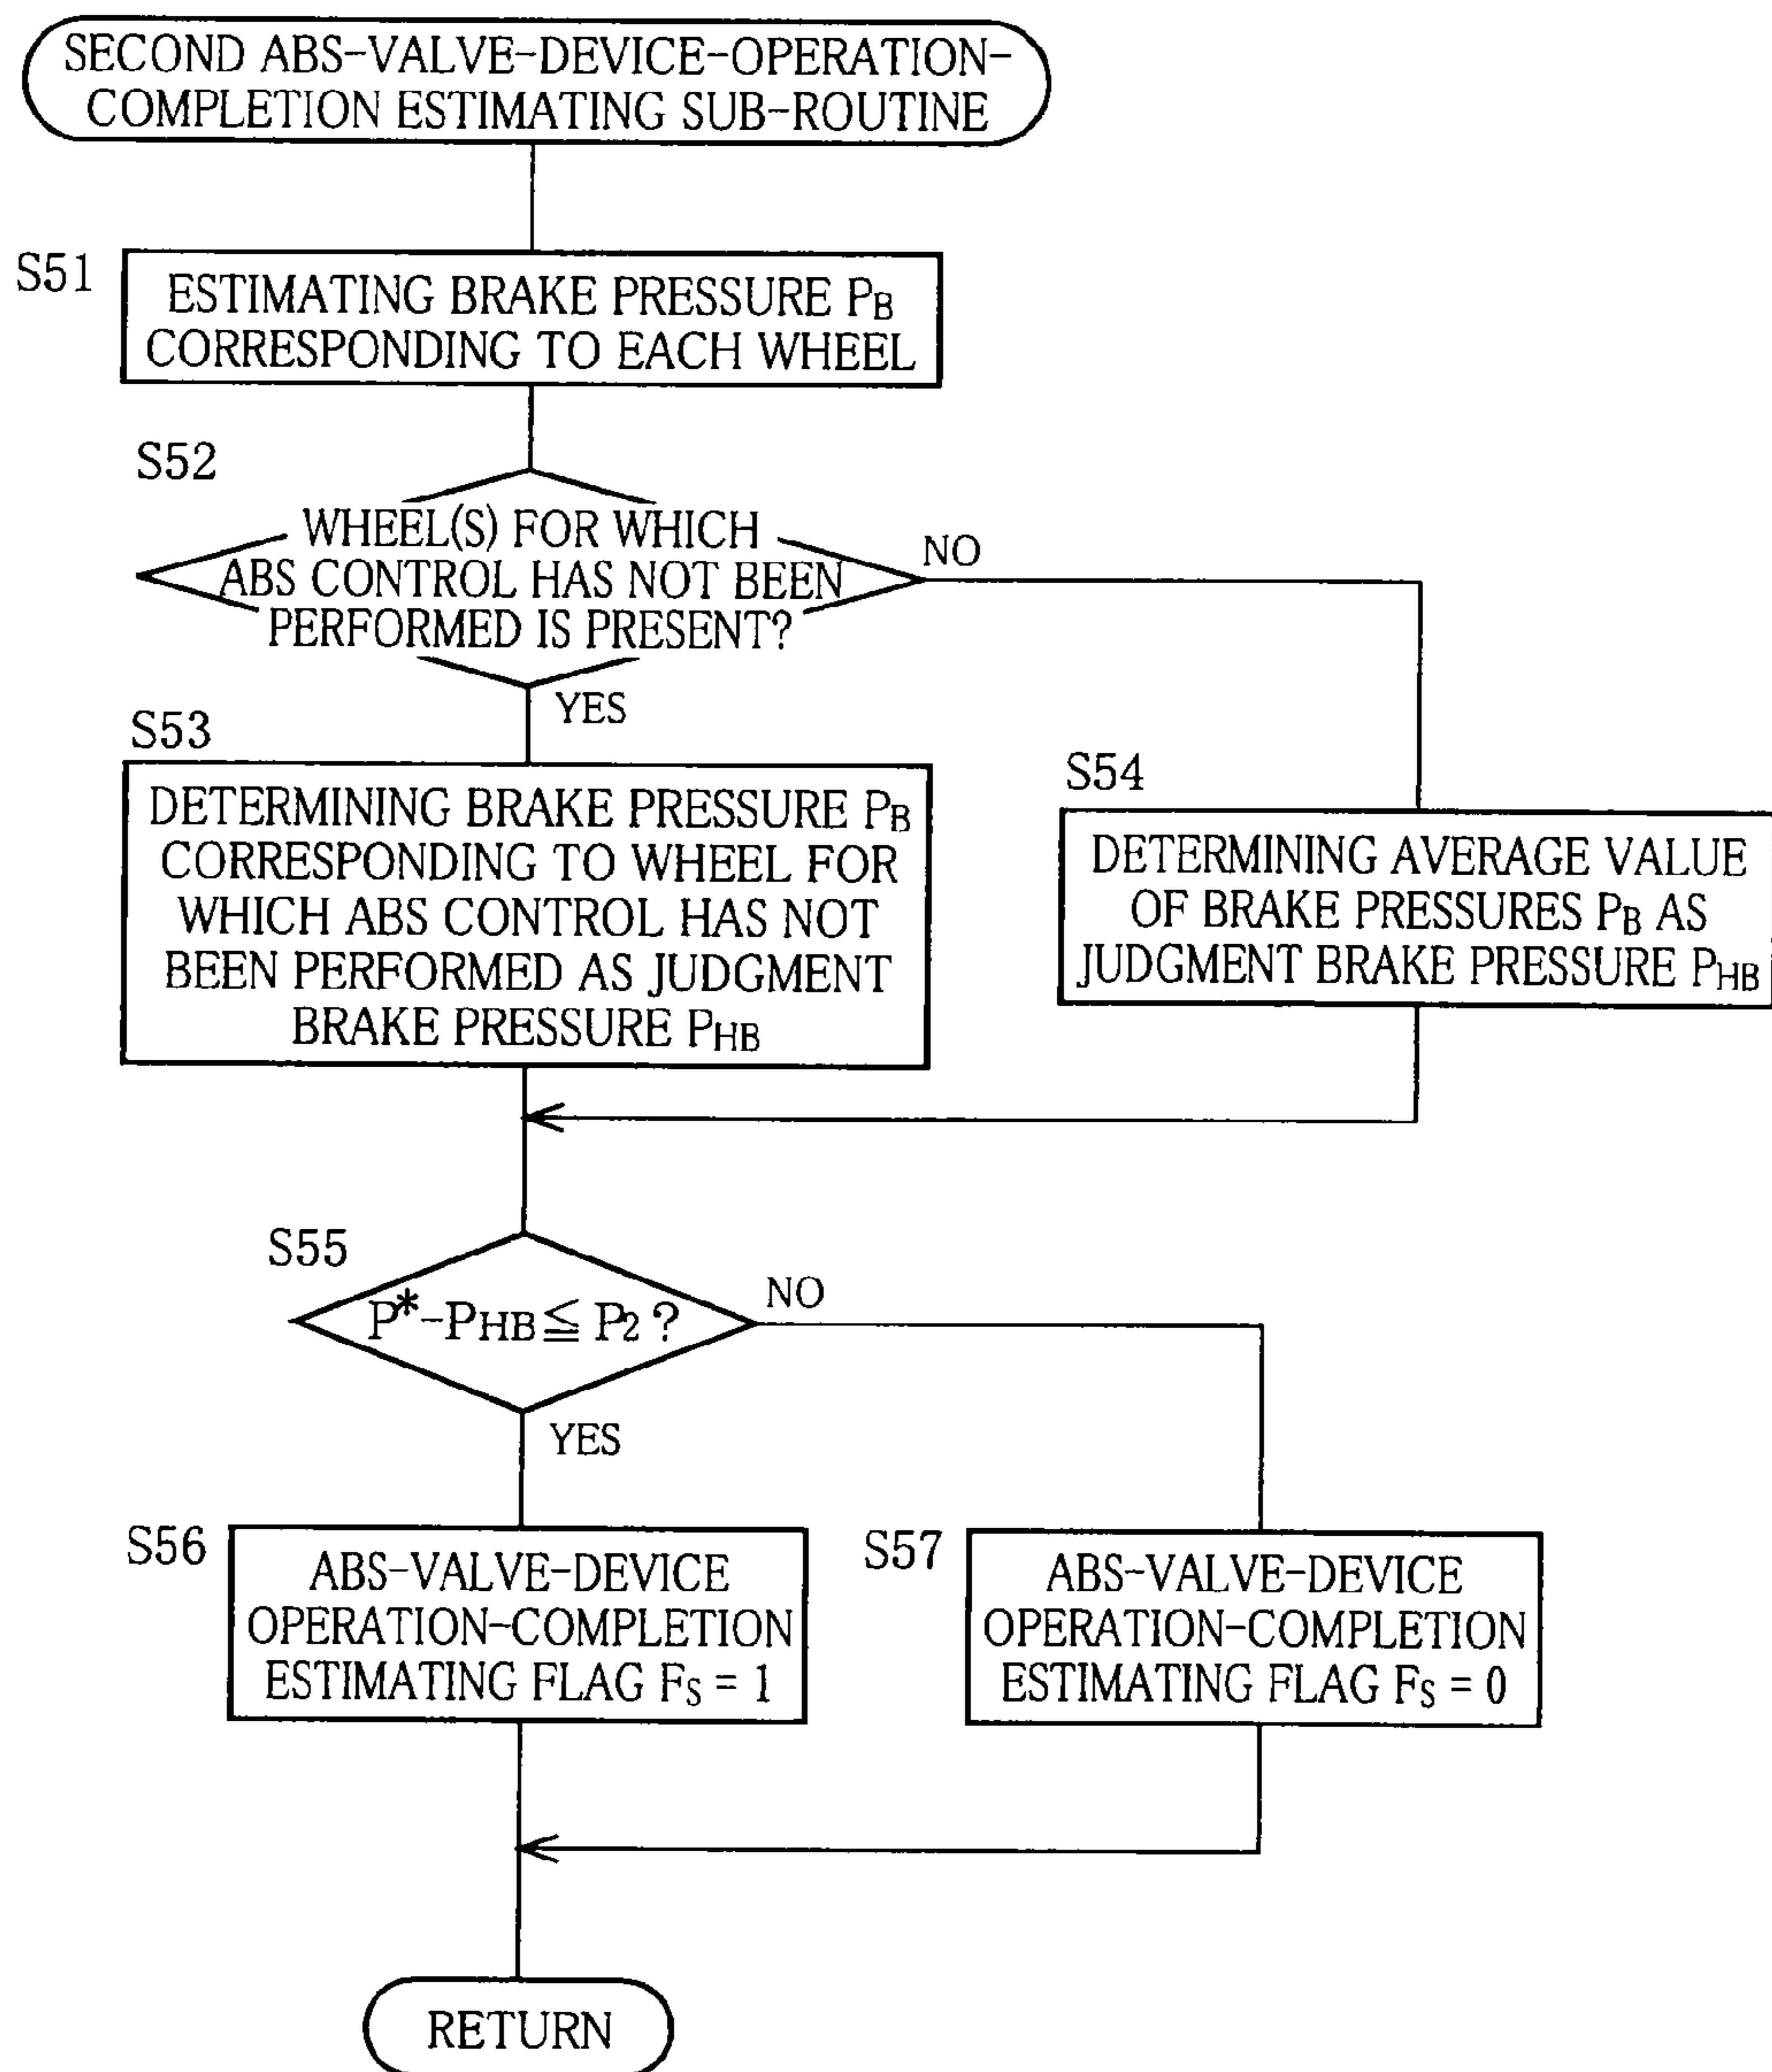 SECOND ABS-VALVE-DEVICE-OPERATION-
COMPLETION ESTIMATING SUB-ROUTINE
S51
ESTIMATING BRAKE PRESSURE PB
CORRESPONDING TO EACH WHEEL
S52
WHEEL(S) FOR WHICH
ABS CONTROL HAS NOT BEEN
PERFORMED IS PRESENT?
NO
YES
S53
DETERMINING BRAKE PRESSURE PB
CORRESPONDING TO WHEEL FOR
WHICH ABS CONTROL HAS NOT
BEEN PERFORMED AS JUDGMENT
BRAKE PRESSURE PHB
S54
DETERMINING AVERAGE VALUE
OF BRAKE PRESSURES PB AS
JUDGMENT BRAKE PRESSURE PHB
S55
P*-PHB≦P2?
NO
YES
S56
ABS-VALVE-DEVICE
OPERATION-COMPLETION
ESTIMATING FLAG FS = 1
S57
ABS-VALVE-DEVICE
OPERATION-COMPLETION
ESTIMATING FLAG FS = 0
RETURN